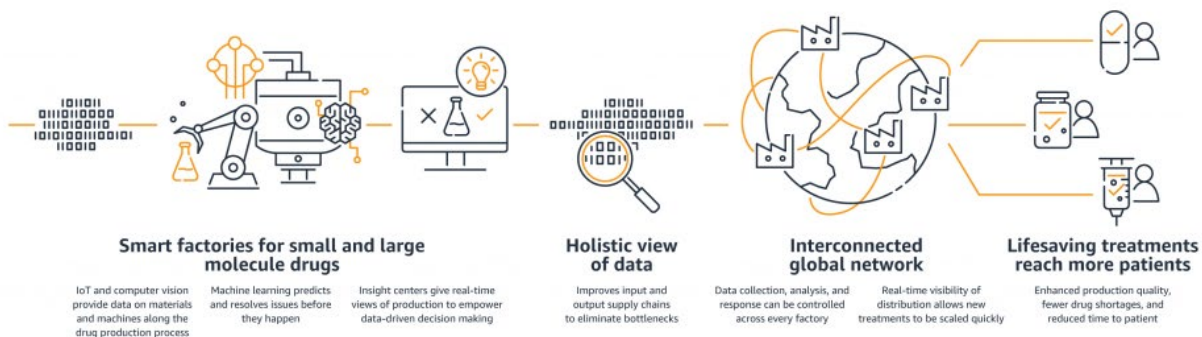 Smart factories for small and large
molecule drugs
IoT and computer vision
provide data on materials
and machines along the
drug production process
Machine learning predicts
and resolves issues before
they happen
Insight centers give real-time
views of production to empower
data-driven decision making
Holistic view
of data
Improves input and
output supply chains
to eliminate bottlenecks
Interconnected
global network
Data collection, analysis, and
response can be controlled
across every factory
Real-time visibility of
distribution allows new
treatments to be scaled quickly
Lifesaving treatments
reach more patients
Enhanced production quality,
fewer drug shortages, and
reduced time to patient